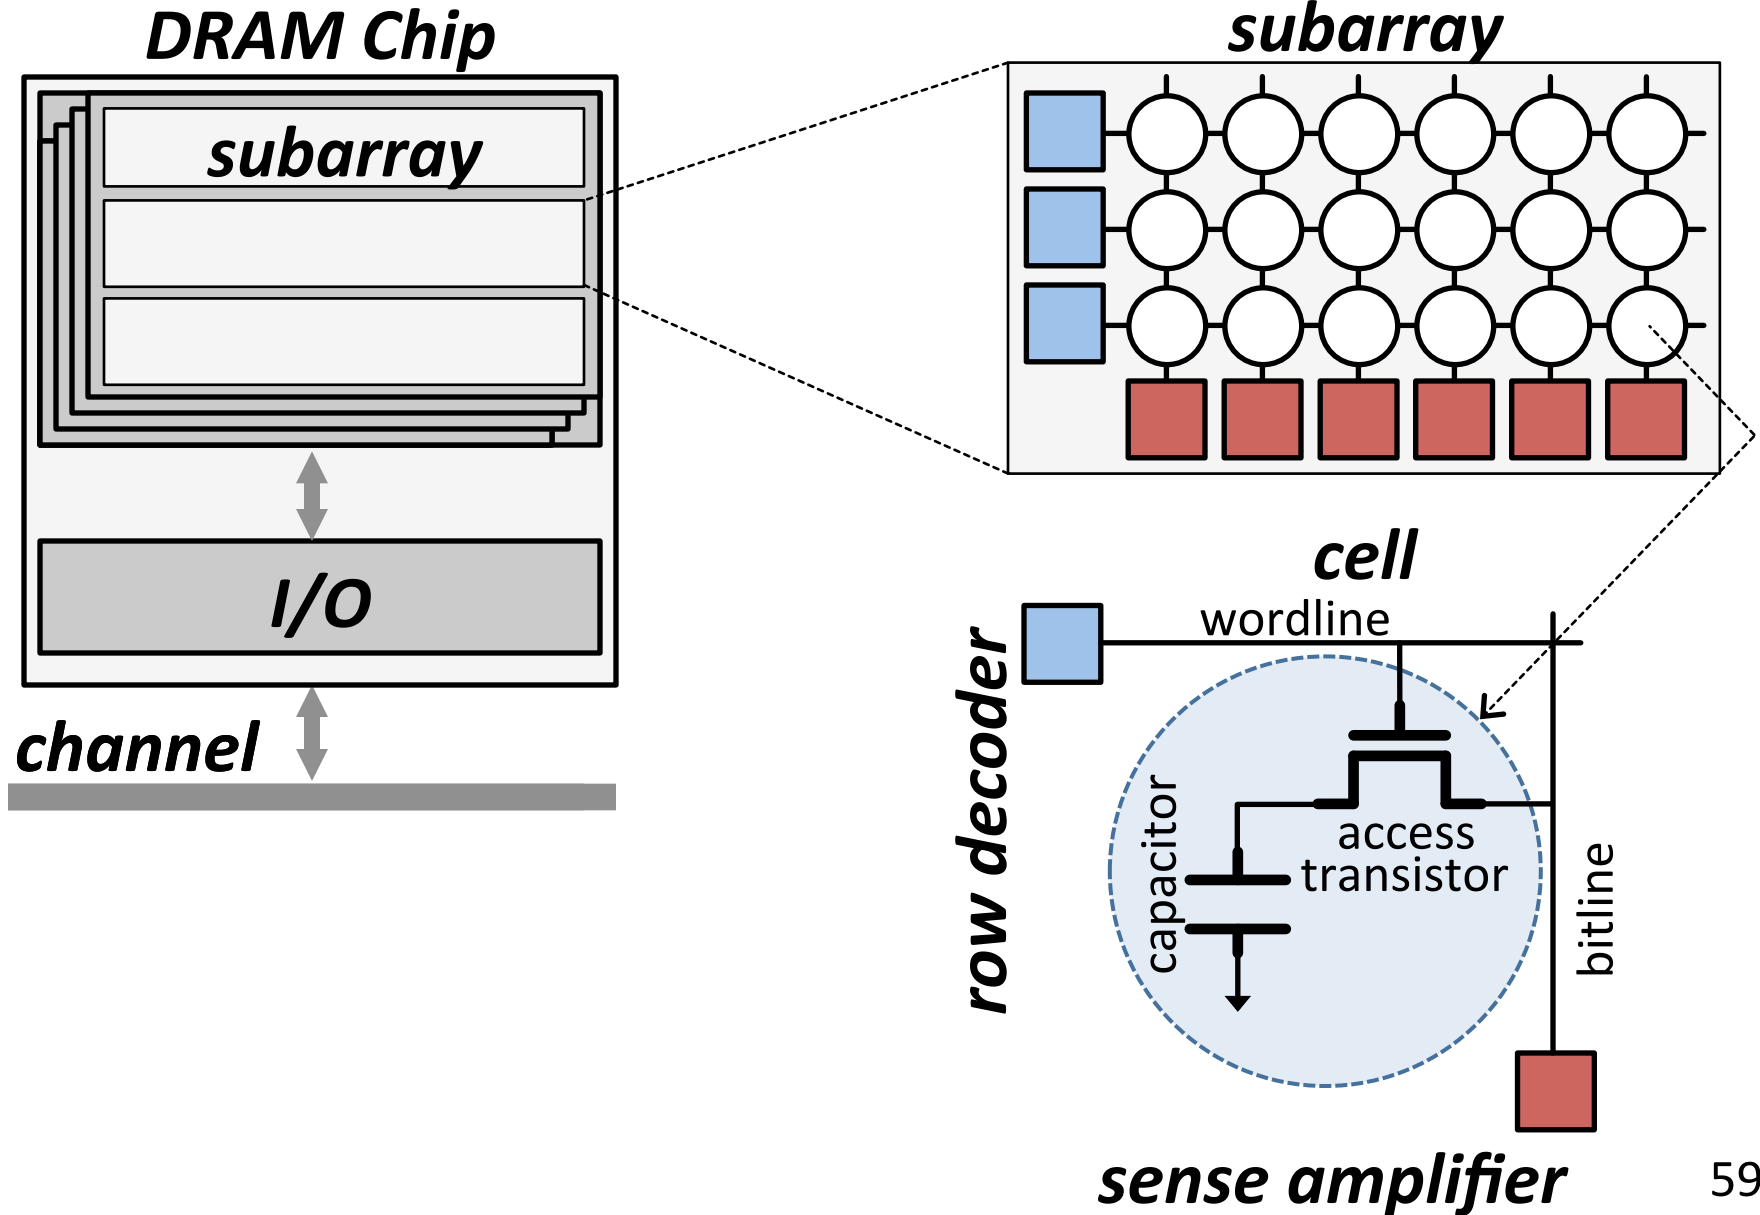 DRAM Chip
subarray
I/O
channel
subarray
cell
wordline
row decoder
capacitor
access
transistor
bitline
sense amplifier
59